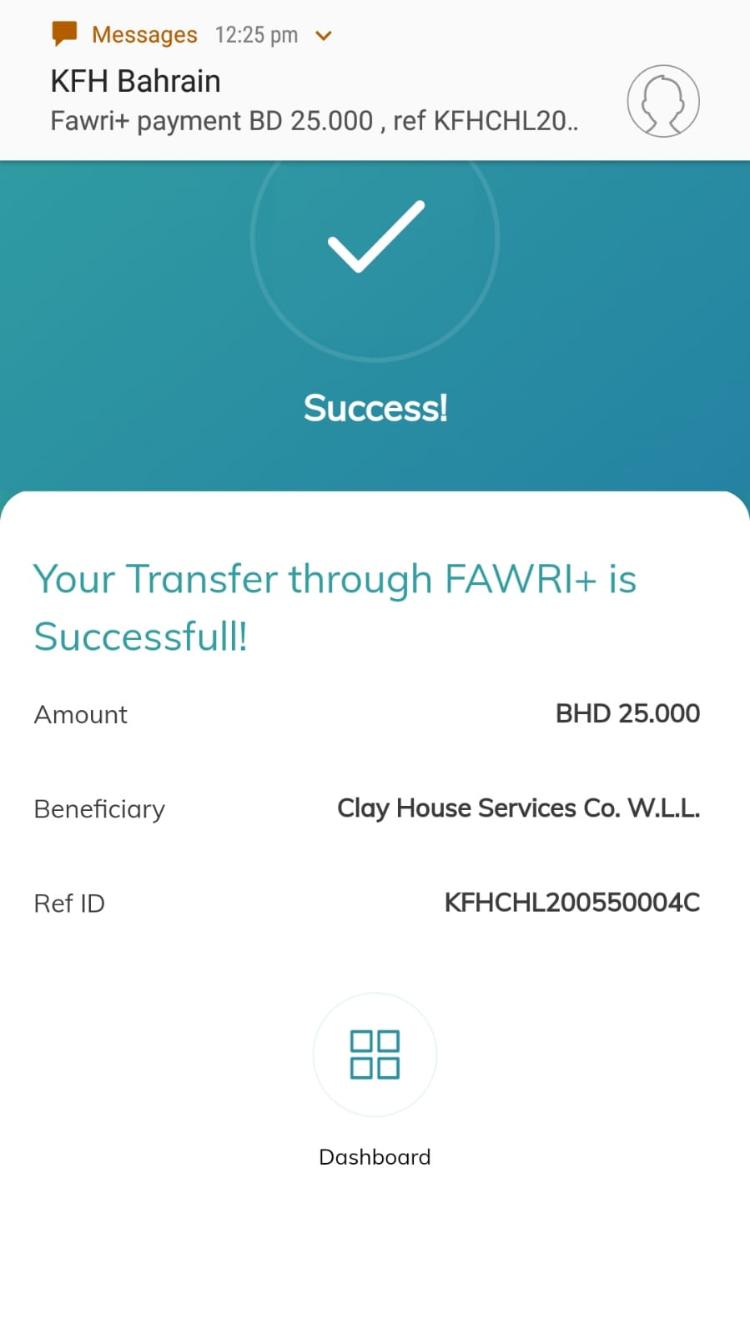 Messages 12:25 pm
KFH Bahrain
Fawri+ payment BD 25.000 , ref KFHCHL20..
Success!
Your Transfer through FAWRI+ is
Successfull!
Amount BHD 25.000
Beneficiary Clay House Services Co. W.L.L.
Ref ID KFHCHL200550004C
Dashboard